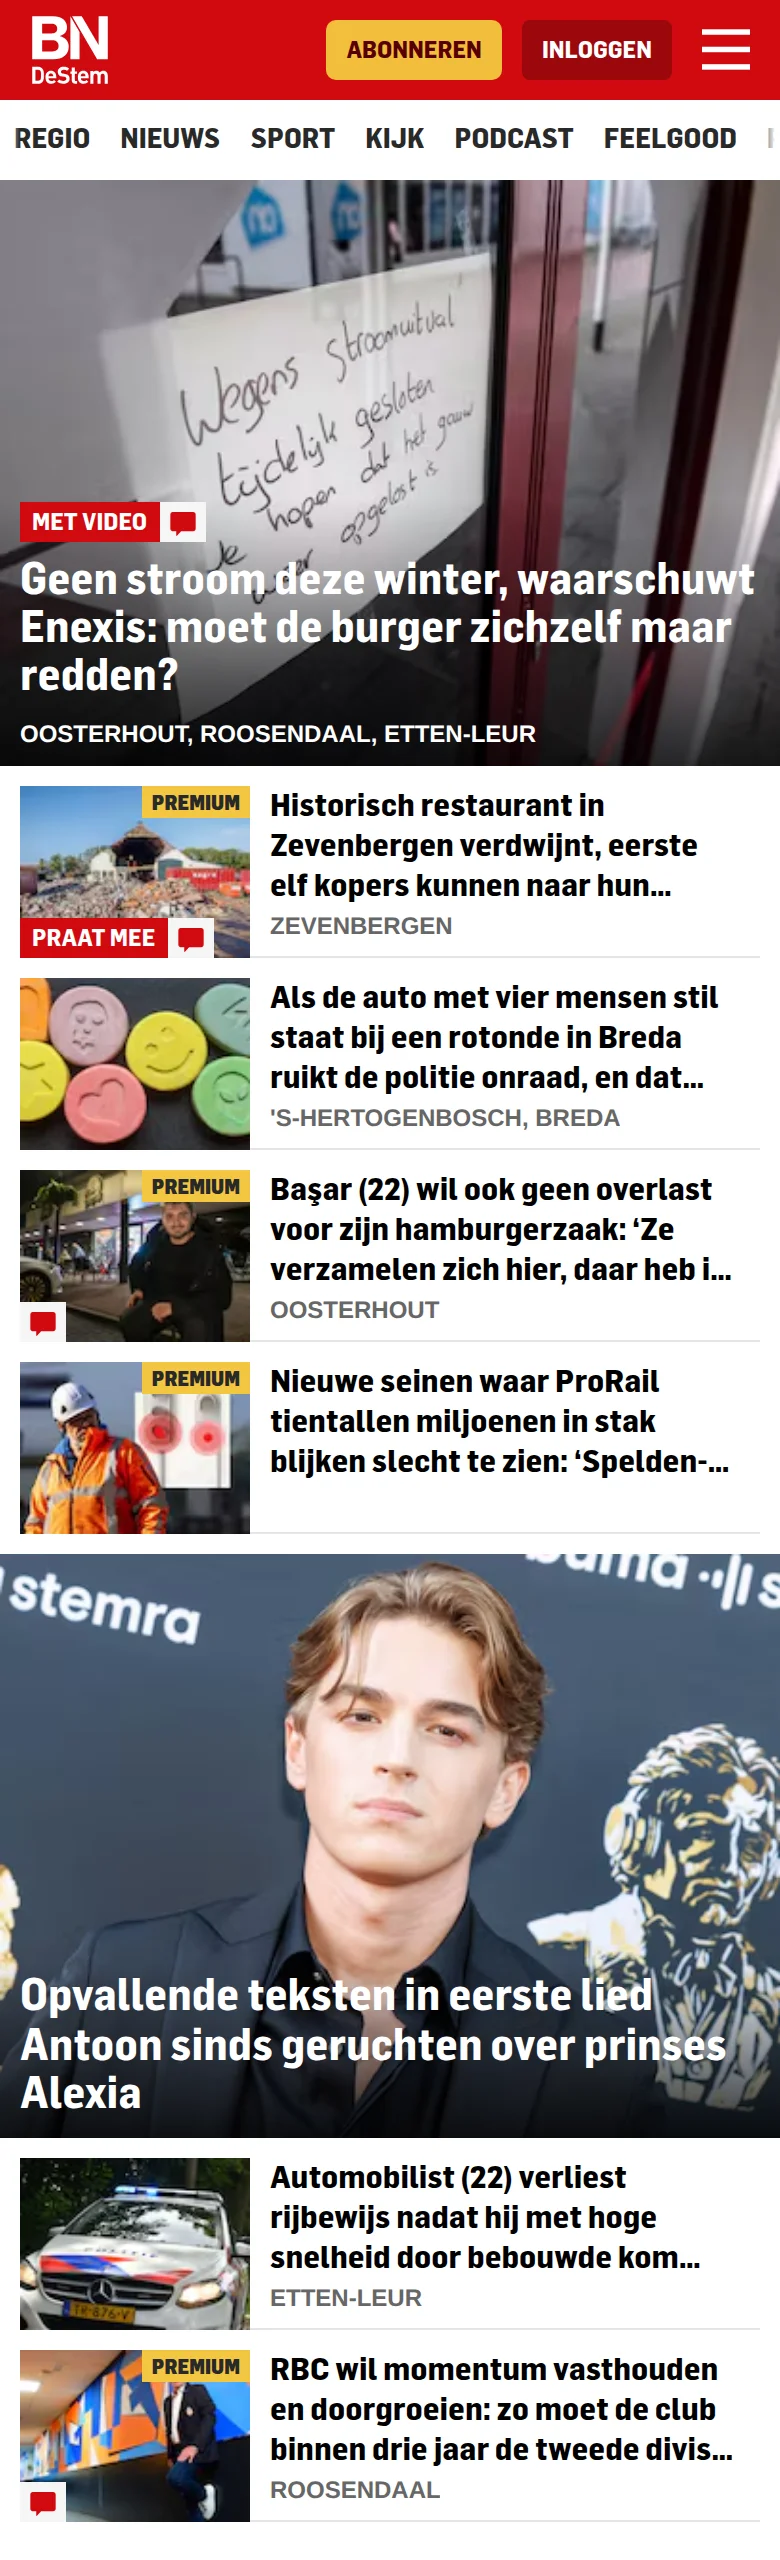 BN
DeStem
ABONNEREN
INLOGGEN
REGIO NIEUWS SPORT KIJK PODCAST FEELGOOD
Wegens Stroomuitval
tijdelijk gesloten
Je hopen dat het gauw
weer opgelost is
MET VIDEO
Geen stroom deze winter, waarschuwt
Enexis: moet de burger zichzelf maar
redden?
OOSTERHOUT, ROOSENDAAL, ETTEN-LEUR
PREMIUM
PRAAT MEE
Historisch restaurant in
Zevenbergen verdwijnt, eerste
elf kopers kunnen naar hun...
ZEVENBERGEN
Als de auto met vier mensen stil
staat bij een rotonde in Breda
ruikt de politie onraad, en dat...
'S-HERTOGENBOSCH, BREDA
PREMIUM
Başar (22) wil ook geen overlast
voor zijn hamburgerzaak: ‘Ze
verzamelen zich hier, daar heb i...
OOSTERHOUT
PREMIUM
Nieuwe seinen waar ProRail
tientallen miljoenen in stak
blijken slecht te zien: ‘Spelden-...
stemra
buma s
Opvallende teksten in eerste lied
Antoon sinds geruchten over prinses
Alexia
POLITIE
Automobilist (22) verliest
rijbewijs nadat hij met hoge
snelheid door bebouwde kom...
ETTEN-LEUR
PREMIUM
RBC wil momentum vasthouden
en doorgroeien: zo moet de club
binnen drie jaar de tweede divis...
ROOSENDAAL